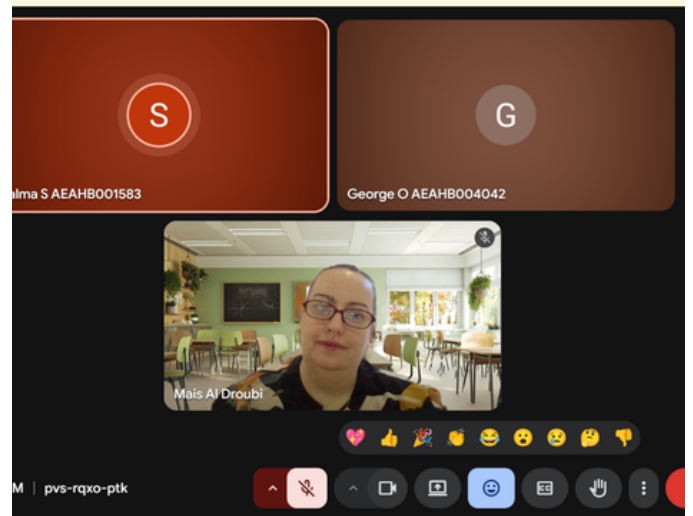 S
G
alma S AEAHB001583
George O AEAHB004042
Mais Al Droubi
M | pvs-rqxo-ptk